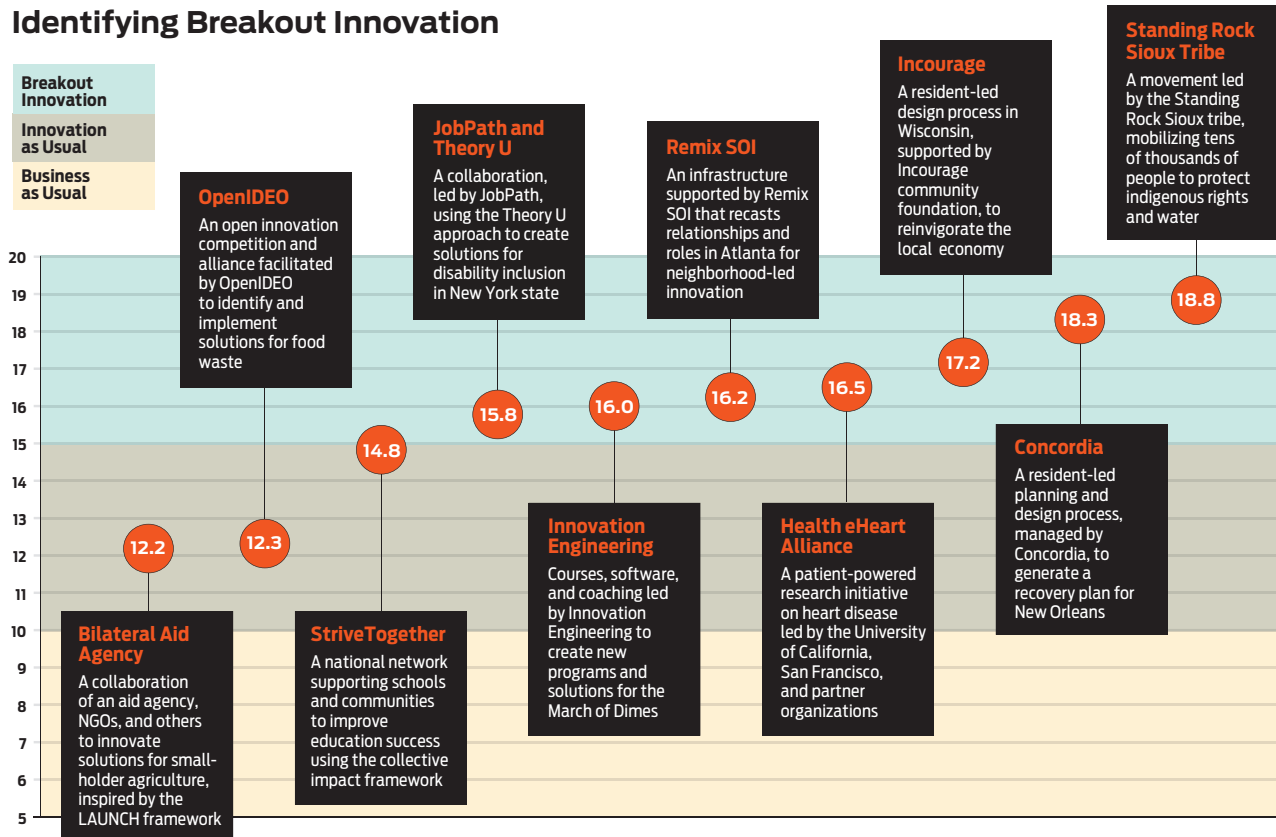 Identifying Breakout Innovation
Breakout
Innovation
Innovation
as Usual
Business
as Usual
20
19
18
17
16
15
14
13
12
11
10
9
8
7
6
5
12.2
Bilateral Aid
Agency
A collaboration
of an aid agency,
NGOs, and others
to innovate
solutions for small-
holder agriculture,
inspired by the
LAUNCH framework
OpenIDEO
An open innovation
competition and
alliance facilitated
by OpenIDEO
to identify and
implement
solutions for food
waste
12.3
14.8
StriveTogether
A national network
supporting schools
and communities
to improve
education success
using the collective
impact framework
JobPath and
Theory U
A collaboration,
led by JobPath,
using the Theory U
approach to create
solutions for
disability inclusion
in New York state
15.8
16.0
Innovation
Engineering
Courses, software,
and coaching led
by Innovation
Engineering to
create new
programs and
solutions for the
March of Dimes
Remix SOI
An infrastructure
supported by Remix
SOI that recasts
relationships and
roles in Atlanta for
neighborhood-led
innovation
16.2
16.5
Health eHeart
Alliance
A patient-powered
research initiative
on heart disease
led by the University
of California,
San Francisco,
and partner
organizations
Incourage
A resident-led
design process in
Wisconsin,
supported by
Incourage
community
foundation, to
reinvigorate the
local economy
17.2
18.3
Concordia
A resident-led
planning and
design process,
managed by
Concordia, to
generate a
recovery plan for
New Orleans
Standing Rock
Sioux Tribe
A movement led
by the Standing
Rock Sioux tribe,
mobilizing tens
of thousands of
people to protect
indigenous rights
and water
18.8